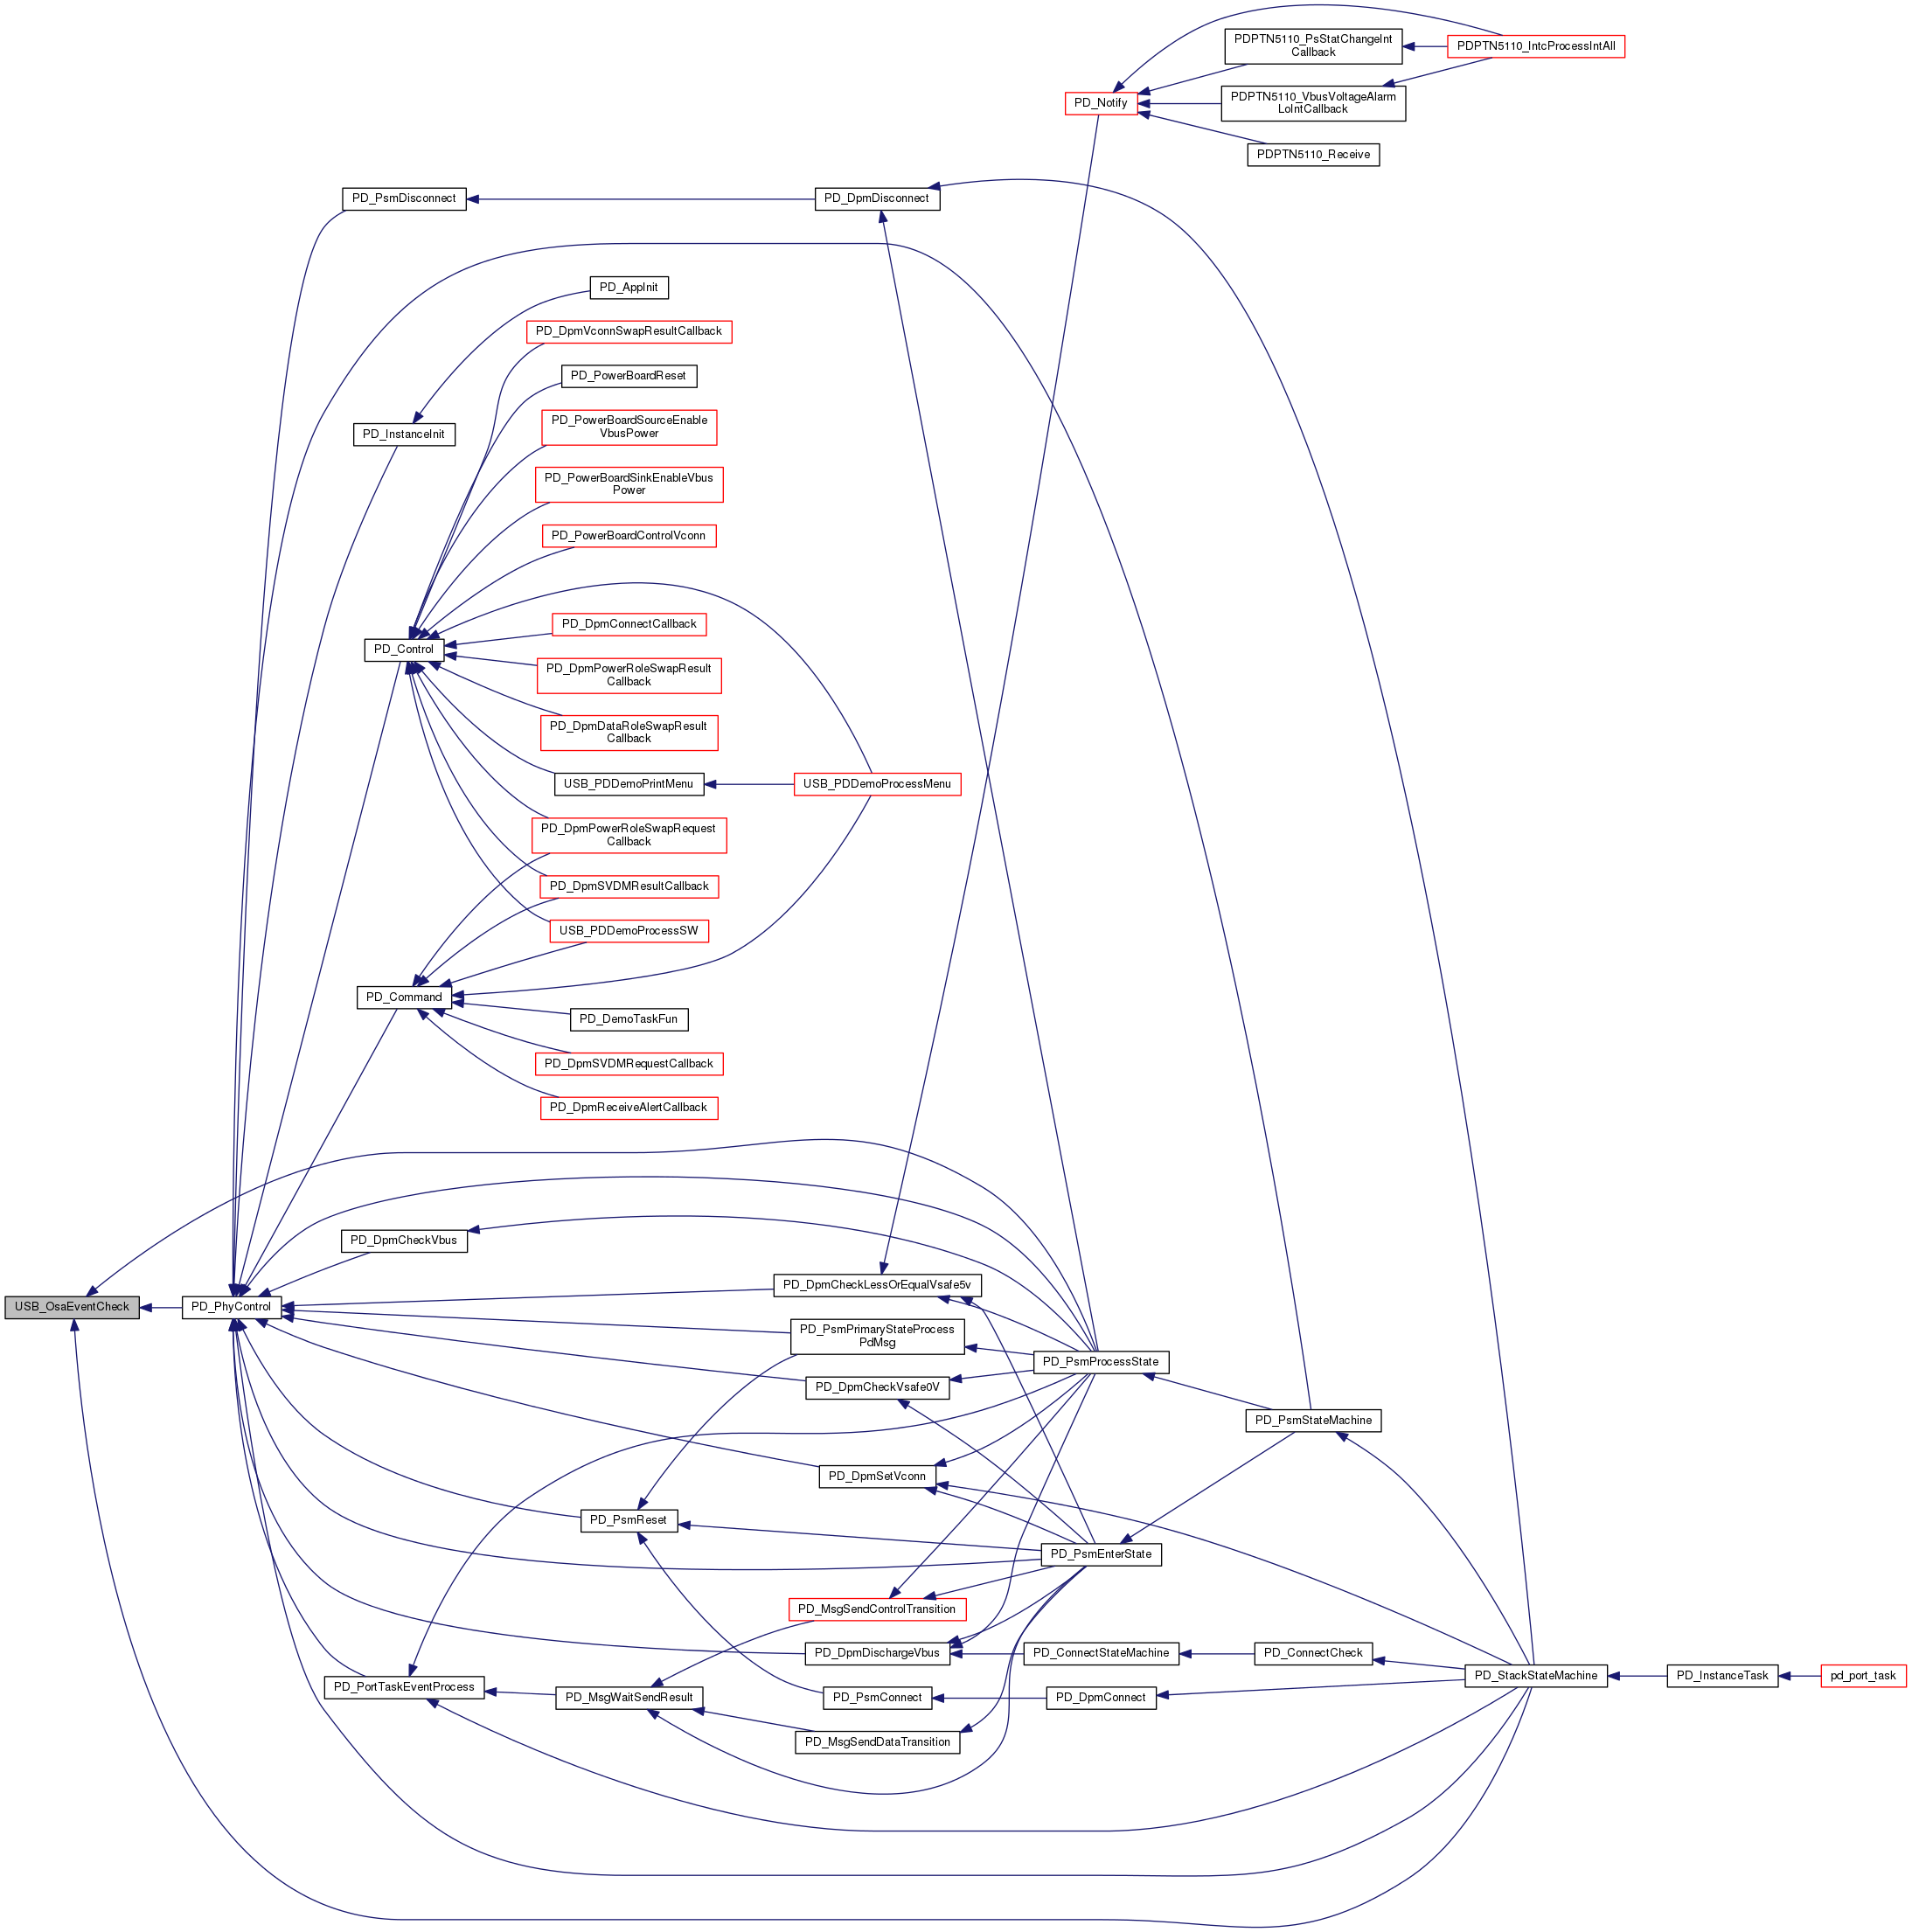 PDPTN5110_PsStatChangeInt
Callback
PDPTN5110_IntcProcessIntAll
PD_Notify
PDPTN5110_VbusVoltageAlarm
LoIntCallback
PDPTN5110_Receive
PD_PsmDisconnect
PD_DpmDisconnect
PD_AppInit
PD_DpmVconnSwapResultCallback
PD_PowerBoardReset
PD_InstanceInit
PD_PowerBoardSourceEnable
VbusPower
PD_PowerBoardSinkEnableVbus
Power
PD_PowerBoardControlVconn
PD_Control
PD_DpmConnectCallback
PD_DpmPowerRoleSwapResult
Callback
PD_DpmDataRoleSwapResult
Callback
USB_PDDemoPrintMenu
USB_PDDemoProcessMenu
PD_DpmPowerRoleSwapRequest
Callback
PD_DpmSVDMResultCallback
USB_PDDemoProcessSW
PD_Command
PD_DemoTaskFun
PD_DpmSVDMRequestCallback
PD_DpmReceiveAlertCallback
PD_DpmCheckVbus
PD_DpmCheckLessOrEqualVsafe5v
USB_OsaEventCheck
PD_PhyControl
PD_PsmPrimaryStateProcess
PdMsg
PD_PsmProcessState
PD_DpmCheckVsafe0V
PD_PsmStateMachine
PD_DpmSetVconn
PD_PsmReset
PD_PsmEnterState
PD_MsgSendControlTransition
PD_DpmDischargeVbus
PD_ConnectStateMachine
PD_ConnectCheck
PD_StackStateMachine
PD_InstanceTask
pd_port_task
PD_PortTaskEventProcess
PD_MsgWaitSendResult
PD_PsmConnect
PD_DpmConnect
PD_MsgSendDataTransition